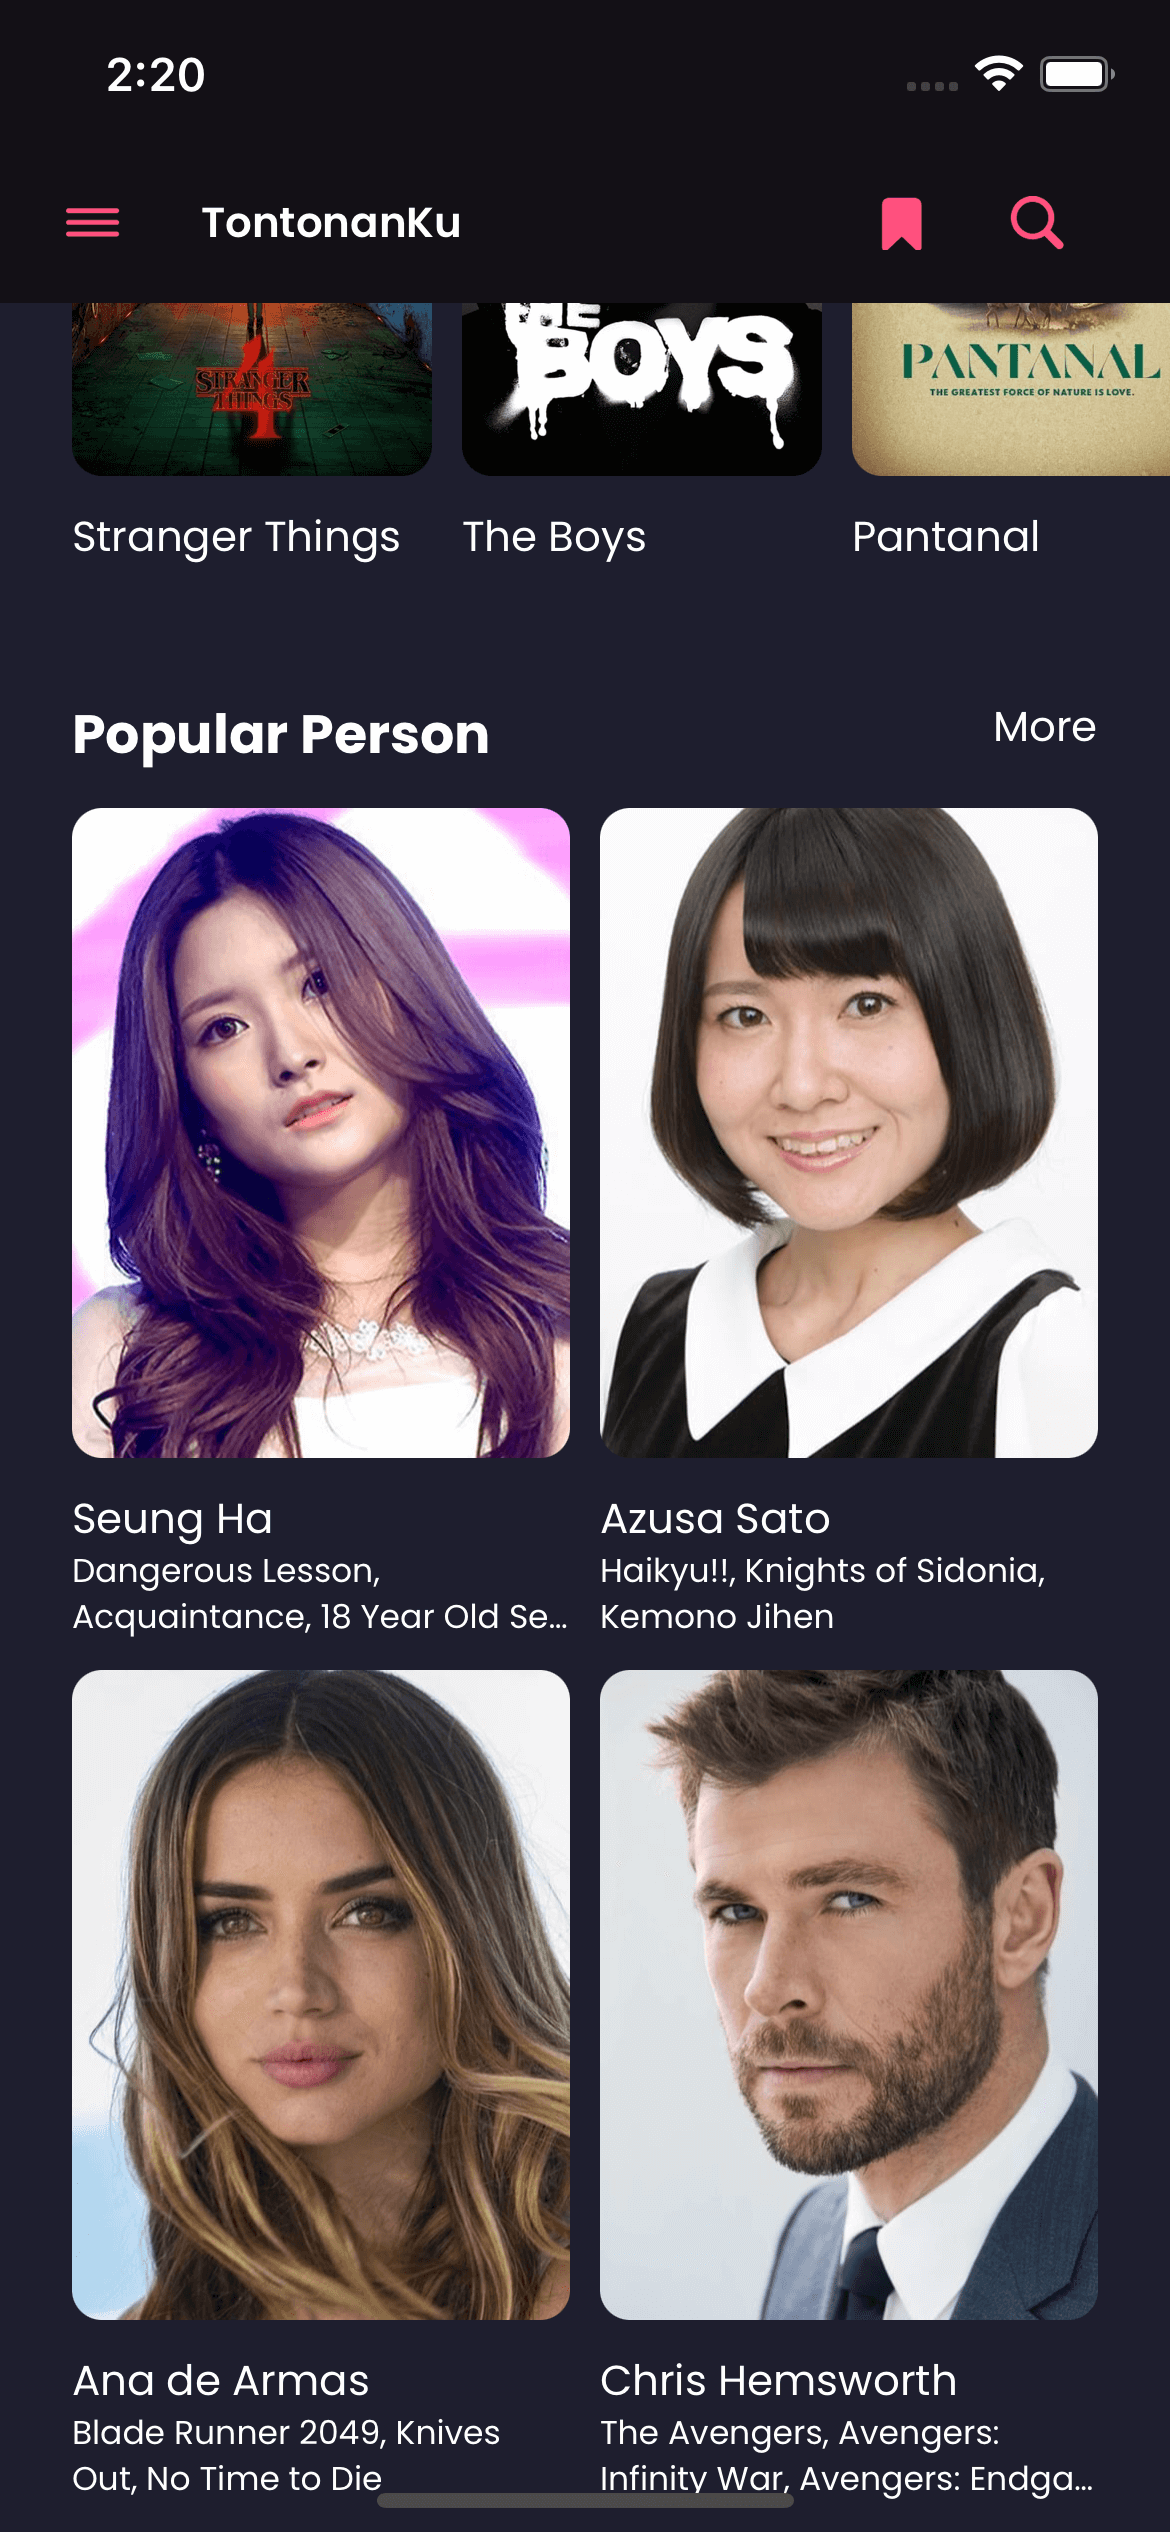 2:20
TontonanKu
STRANGER
THINGS
4
THE
BOYS
PANTANAL
THE GREATEST FORCE OF NATURE IS LOVE.
Stranger Things
The Boys
Pantanal
Popular Person
More
Seung Ha
Dangerous Lesson,
Acquaintance, 18 Year Old Se...
Azusa Sato
Haikyu!!, Knights of Sidonia,
Kemono Jihen
Ana de Armas
Blade Runner 2049, Knives
Out, No Time to Die
Chris Hemsworth
The Avengers, Avengers:
Infinity War, Avengers: Endga...